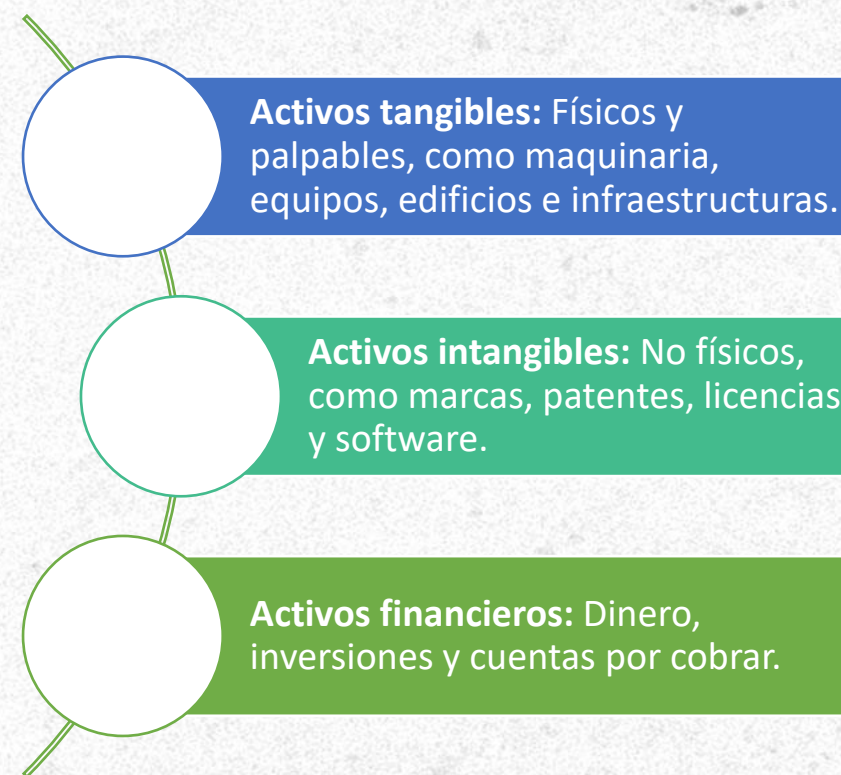 Activos tangibles: Físicos y
palpables, como maquinaria,
equipos, edificios e infraestructuras.
Activos intangibles: No físicos,
como marcas, patentes, licencias
y software.
Activos financieros: Dinero,
inversiones y cuentas por cobrar.